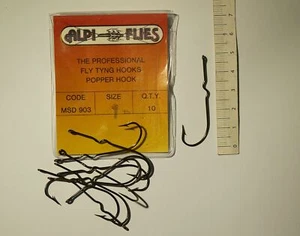 ALPI FLIES
THE PROFESSIONAL
FLY TYNG HOOKS
POPPER HOOK
CODE SIZE Q.T.Y.
MSD 903 10